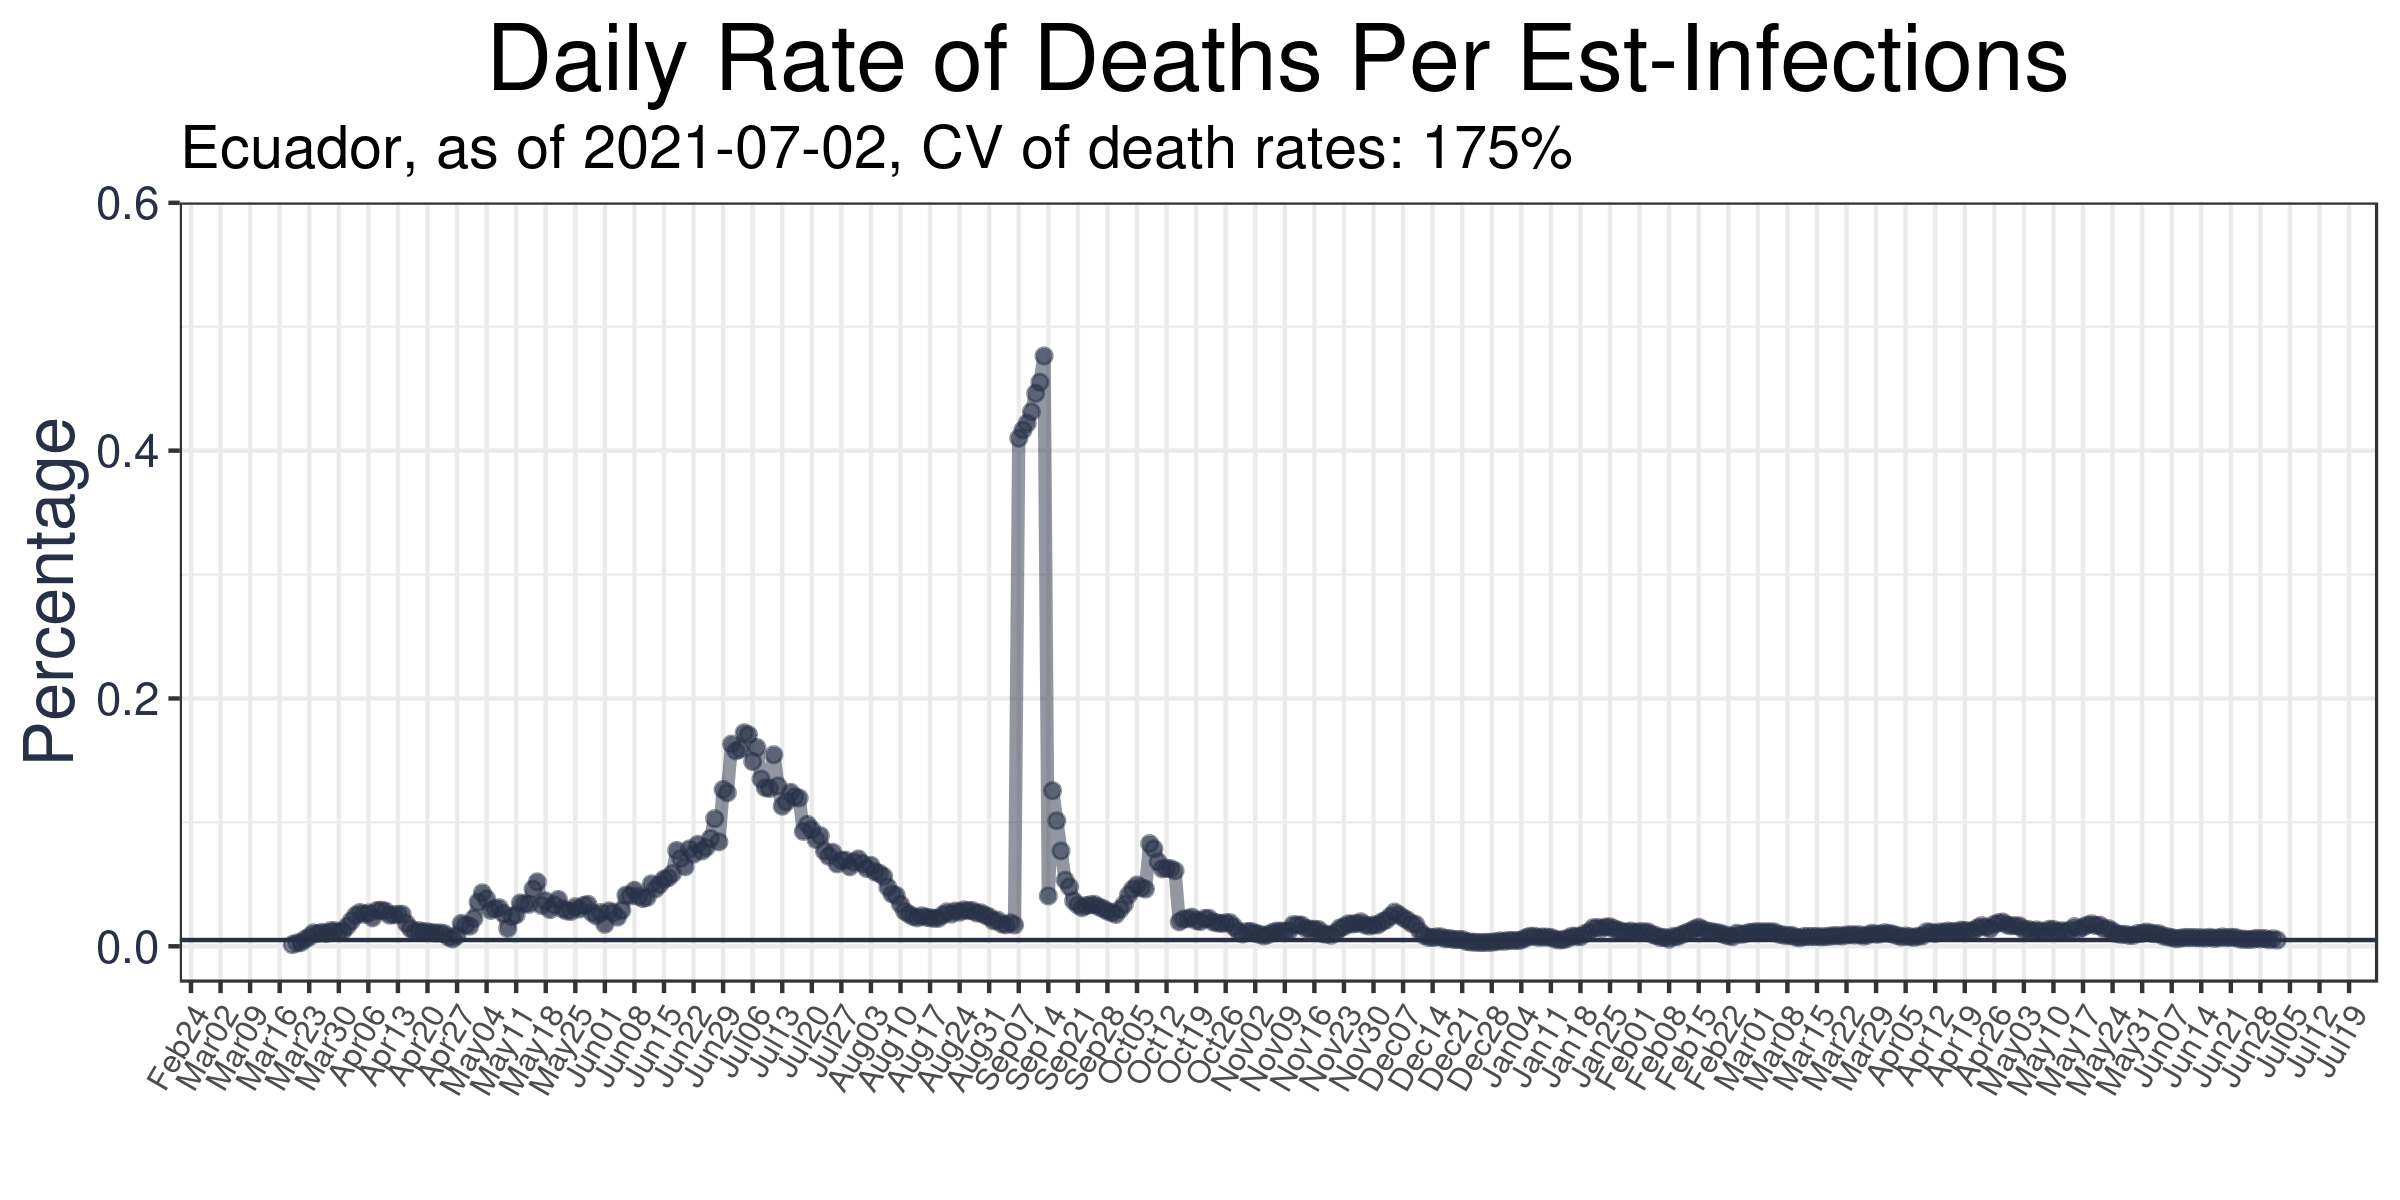 Daily Rate of Deaths Per Est-Infections
Ecuador, as of 2021-07-02, CV of death rates: 175%
Percentage
0.6
0.4
0.2
0.0
Feb24
Mar02
Mar09
Mar16
Mar23
Mar30
Apr06
Apr13
Apr20
Apr27
May04
May11
May18
May25
Jun01
Jun08
Jun15
Jun22
Jun29
Jul06
Jul13
Jul20
Jul27
Aug03
Aug10
Aug17
Aug24
Aug31
Sep07
Sep14
Sep21
Sep28
Oct05
Oct12
Oct19
Oct26
Nov02
Nov09
Nov16
Nov23
Nov30
Dec07
Dec14
Dec21
Dec28
Jan04
Jan11
Jan18
Jan25
Feb01
Feb08
Feb15
Feb22
Mar01
Mar08
Mar15
Mar22
Mar29
Apr05
Apr12
Apr19
Apr26
May03
May10
May17
May24
May31
Jun07
Jun14
Jun21
Jun28
Jul05
Jul12
Jul19